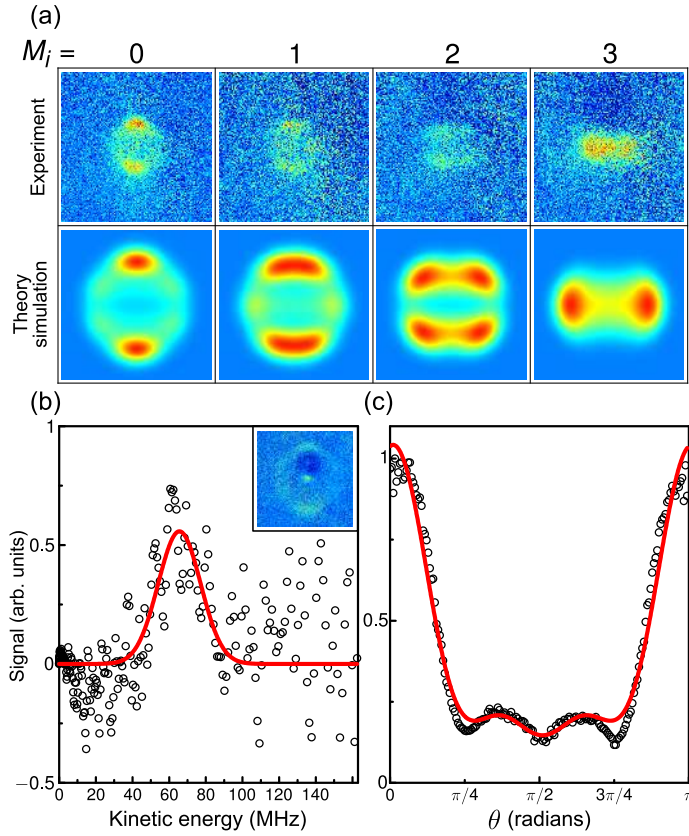 (a)
M_i = 0 1 2 3
Experiment
Theory
simulation
(b)
(c)
1
0.5
0
−0.5
Signal (arb. units)
0 20 40 60 80 100 120 140
Kinetic energy (MHz)
1
0.5
0
0 π/4 π/2 3π/4 π
θ (radians)